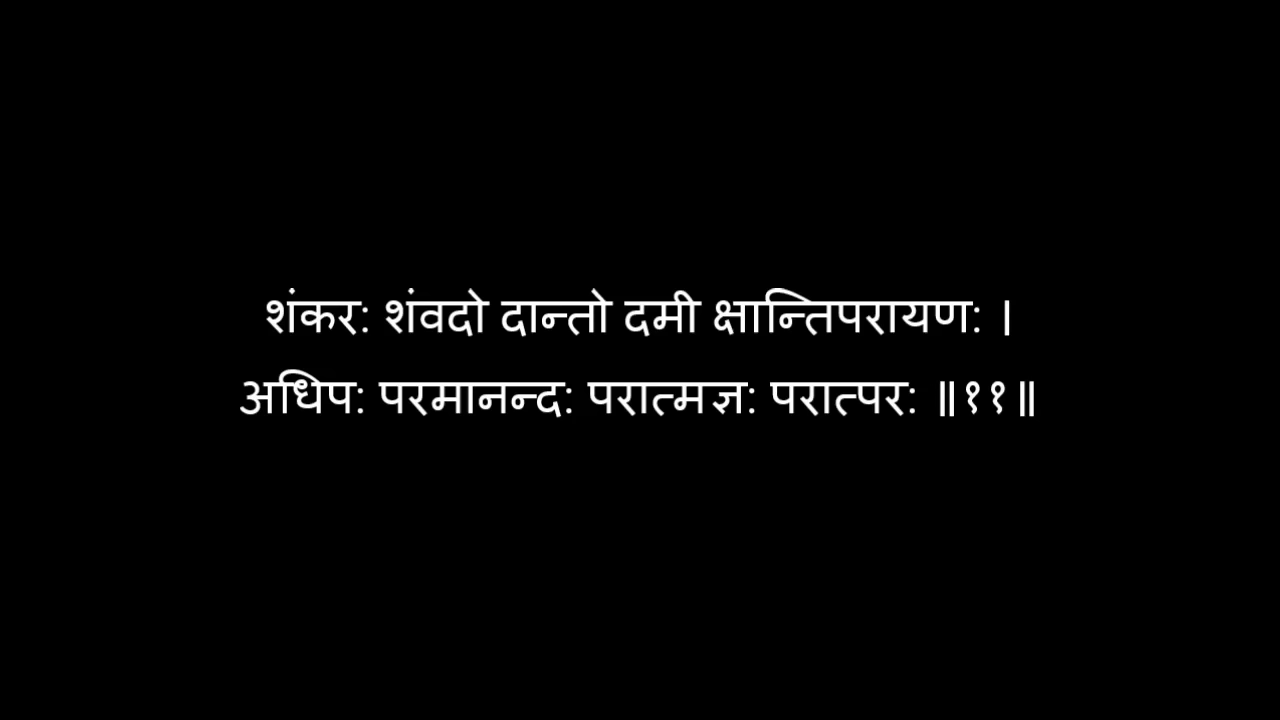 शंकर: शंवदो दान्तो दमी क्षान्तिपरायण: ।
अधिप: परमानन्द: परात्मज्ञ: परात्पर: ॥११॥